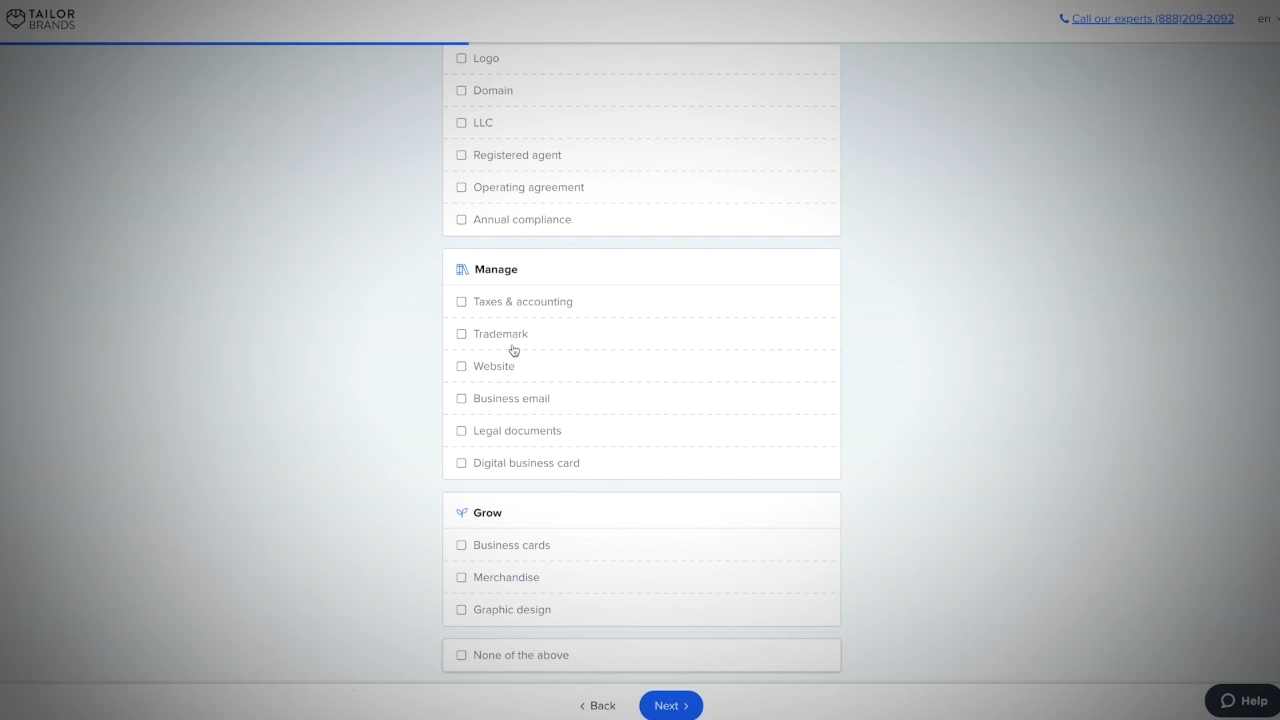 TAILOR
BRANDS
Call our experts (888)209-2092
en
Logo
Domain
LLC
Registered agent
Operating agreement
Annual compliance
Manage
Taxes & accounting
Trademark
Website
Business email
Legal documents
Digital business card
Grow
Business cards
Merchandise
Graphic design
None of the above
Back
Next
Help